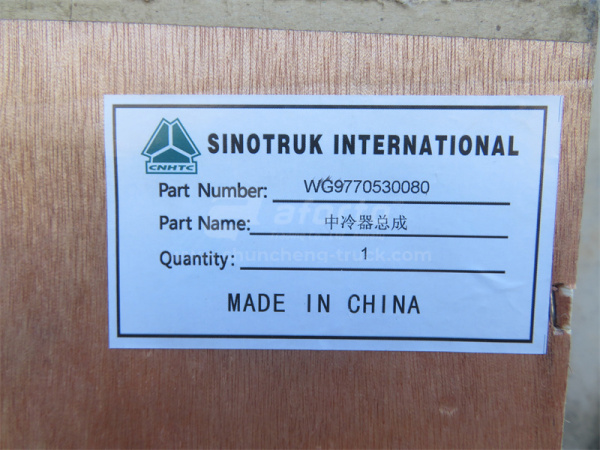 SINOTRUK INTERNATIONAL
CNHTC
Part Number: WG9770530080
Part Name: 中冷器总成
Quantity: 1
MADE IN CHINA